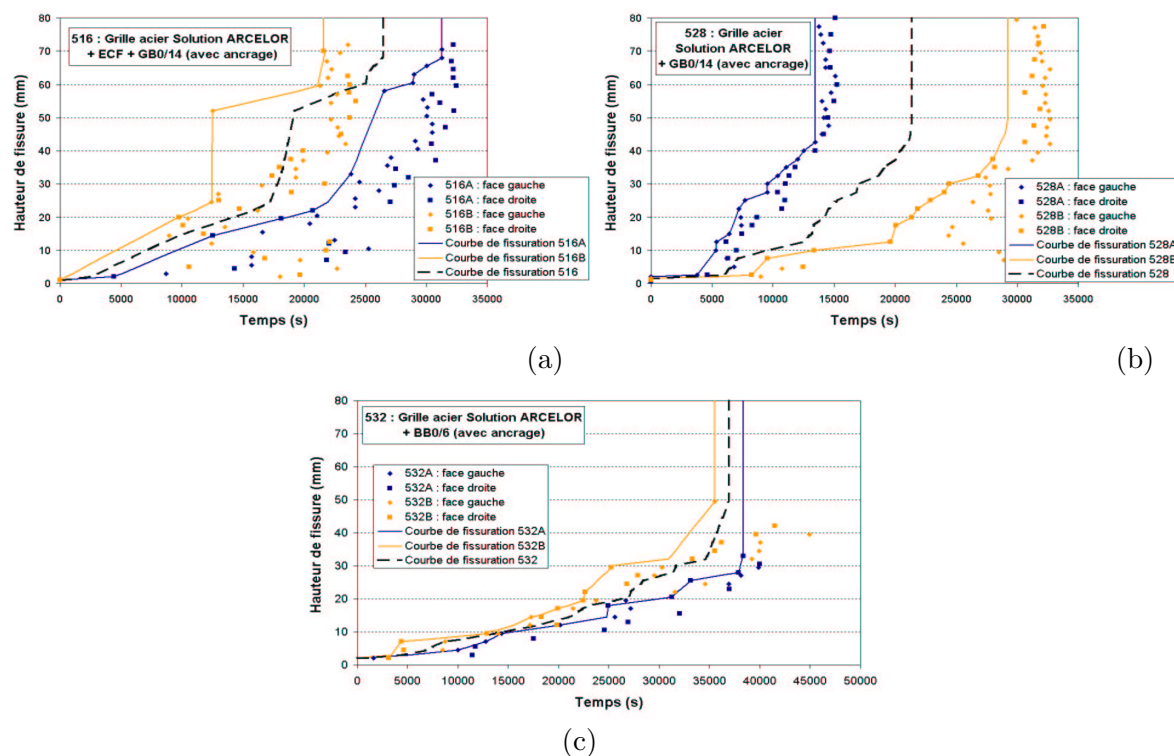 516 : Grille acier Solution ARCELOR
+ ECF + GB0/14 (avec ancrage)
Hauteur de fissure (mm)
80
70
60
50
40
30
20
10
0
516A : face gauche
516A : face droite
516B : face gauche
516B : face droite
Courbe de fissuration 516A
Courbe de fissuration 516B
Courbe de fissuration 516
0 5000 10000 15000 20000 25000 30000 35000
Temps (s)
(a)
528 : Grille acier
Solution ARCELOR
+ GB0/14 (avec ancrage)
Hauteur de fissure (mm)
80
70
60
50
40
30
20
10
0
528A : face gauche
528A : face droite
528B : face gauche
528B : face droite
Courbe de fissuration 528A
Courbe de fissuration 528B
Courbe de fissuration 528
0 5000 10000 15000 20000 25000 30000 35000
Temps (s)
(b)
532 : Grille acier Solution ARCELOR
+ BB0/6 (avec ancrage)
Hauteur de fissure (mm)
80
70
60
50
40
30
20
10
0
532A : face gauche
532A : face droite
532B : face gauche
532B : face droite
Courbe de fissuration 532A
Courbe de fissuration 532B
Courbe de fissuration 532
0 5000 10000 15000 20000 25000 30000 35000 40000 45000 50000
Temps (s)
(c)